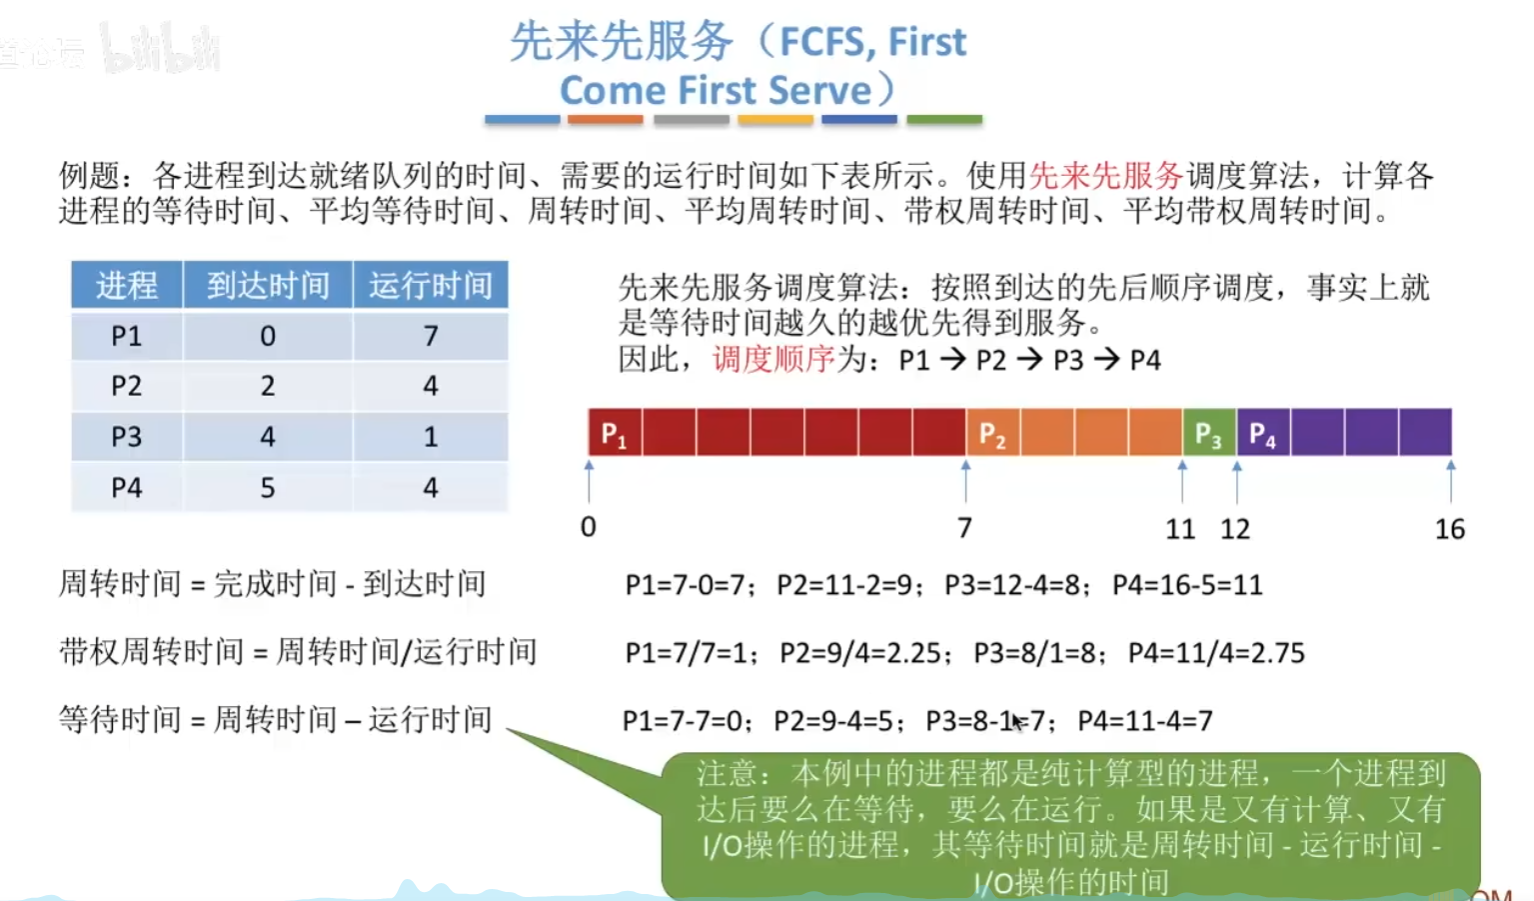 bilibili
先来先服务（FCFS, First
Come First Serve）
例题：各进程到达就绪队列的时间、需要的运行时间如下表所示。使用先来先服务调度算法，计算各
进程的等待时间、平均等待时间、周转时间、平均周转时间、带权周转时间、平均带权周转时间。
进程 到达时间 运行时间
P1 0 7
P2 2 4
P3 4 1
P4 5 4
先来先服务调度算法：按照到达的先后顺序调度，事实上就
是等待时间越久的越优先得到服务。
因此，调度顺序为：P1 → P2 → P3 → P4
P1 P2 P3 P4
0 7 11 12 16
周转时间 = 完成时间 - 到达时间
P1=7-0=7；P2=11-2=9；P3=12-4=8；P4=16-5=11
带权周转时间 = 周转时间/运行时间
P1=7/7=1；P2=9/4=2.25；P3=8/1=8；P4=11/4=2.75
等待时间 = 周转时间 – 运行时间
P1=7-7=0；P2=9-4=5；P3=8-1=7；P4=11-4=7
注意：本例中的进程都是纯计算型的进程，一个进程到
达后要么在等待，要么在运行。如果是又有计算、又有
I/O操作的进程，其等待时间就是周转时间 - 运行时间 -
I/O操作的时间